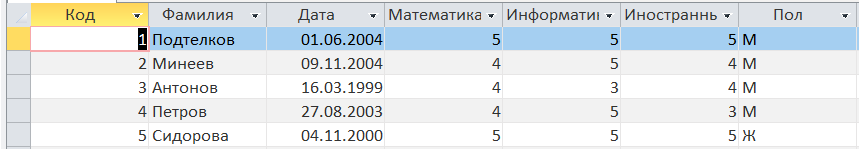 Код Фамилия Дата Математика Информати Иностранн Пол
1 Подтелков 01.06.2004 5 5 5 М
2 Минеев 09.11.2004 4 5 4 М
3 Антонов 16.03.1999 4 3 4 М
4 Петров 27.08.2003 4 5 3 М
5 Сидорова 04.11.2000 5 5 5 Ж